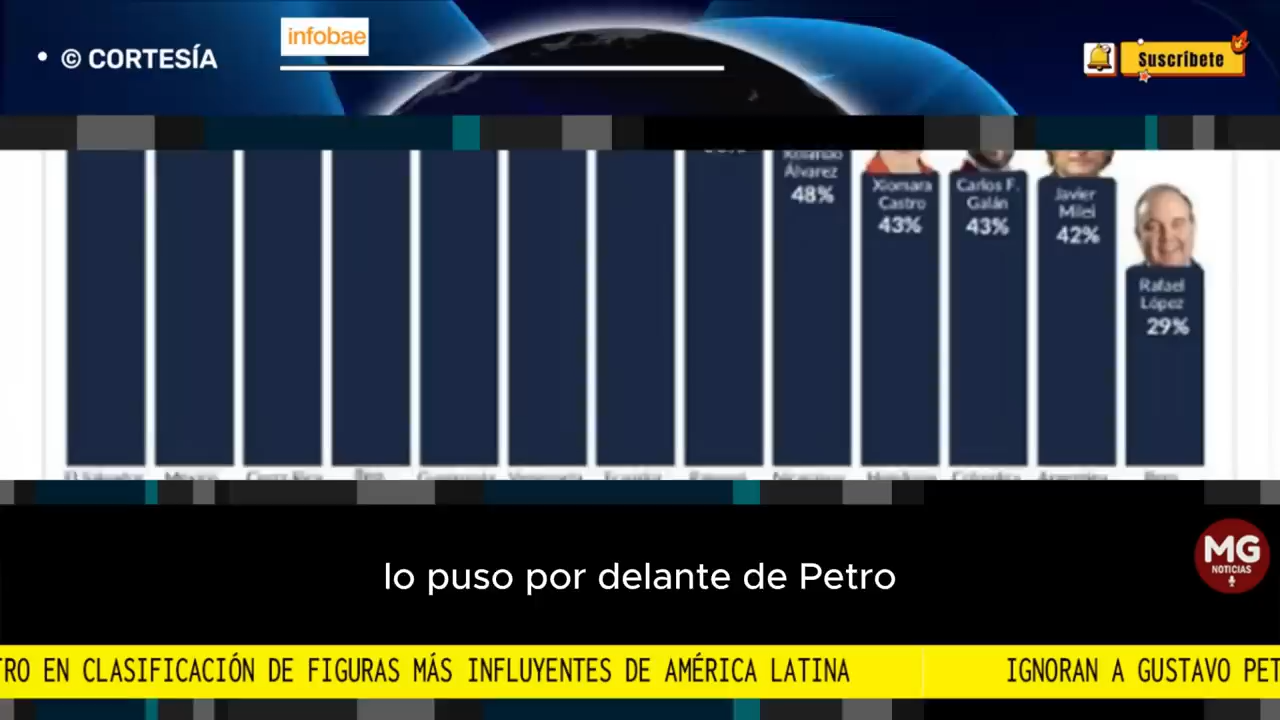 • © CORTESÍA
infobae
Suscríbete
Rolando
Álvarez
48%
Xiomara
Castro
43%
Carlos F.
Galán
43%
Javier
Milei
42%
Rafael
López
29%
lo puso por delante de Petro
MG
NOTICIAS
TRO EN CLASIFICACIÓN DE FIGURAS MÁS INFLUYENTES DE AMÉRICA LATINA
IGNORAN A GUSTAVO PET